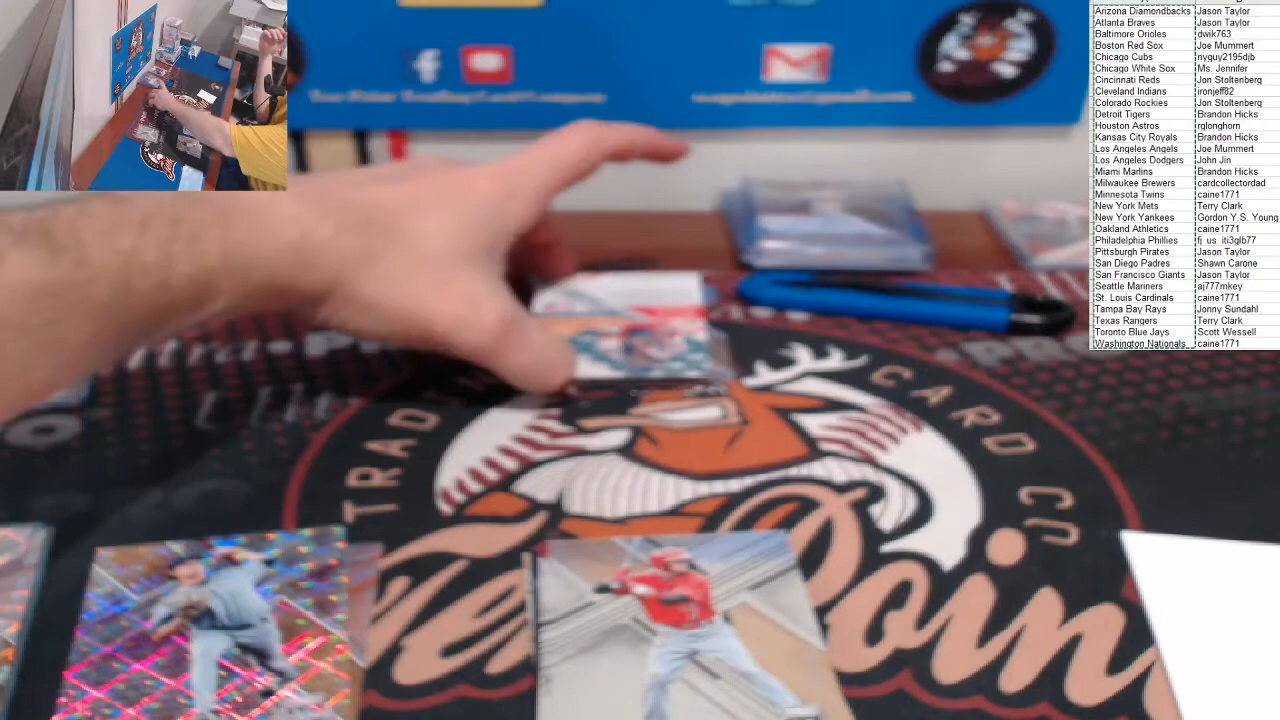 Arizona Diamondbacks Jason Taylor
Atlanta Braves Jason Taylor
Baltimore Orioles dwik763
Boston Red Sox Joe Mummert
Chicago Cubs nyguy2195djb
Chicago White Sox Ms. Jennifer
Cincinnati Reds Jon Stoltenberg
Cleveland Indians ironjeff82
Colorado Rockies Jon Stoltenberg
Detroit Tigers Brandon Hicks
Houston Astros rglonghorn
Kansas City Royals Brandon Hicks
Los Angeles Angels Joe Mummert
Los Angeles Dodgers John Jin
Miami Marlins Brandon Hicks
Milwaukee Brewers cardcollectordad
Minnesota Twins caine1771
New York Mets Terry Clark
New York Yankees Gordon Y.S. Young
Oakland Athletics caine1771
Philadelphia Phillies fj_us_iti3glb77
Pittsburgh Pirates Jason Taylor
San Diego Padres Shawn Carone
San Francisco Giants Jason Taylor
Seattle Mariners aj777mkey
St. Louis Cardinals caine1771
Tampa Bay Rays Jonny Sundahl
Texas Rangers Terry Clark
Toronto Blue Jays Scott Wessell
Washington Nationals caine1771
TRAD
CARD CO
Poin